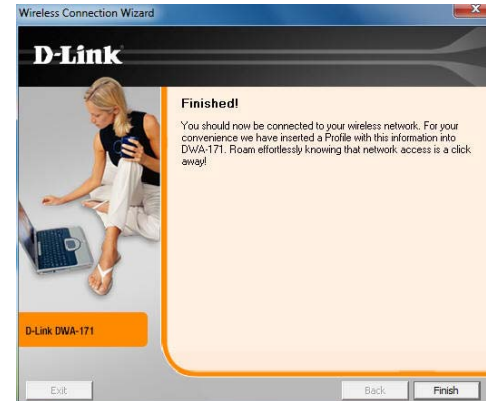 Wireless Connection Wizard
x
D-Link
Finished!
You should now be connected to your wireless network. For your
convenience we have inserted a Profile with this information into
DWA-171. Roam effortlessly knowing that network access is a click
away!
D-Link DWA-171
Exit
Back
Finish